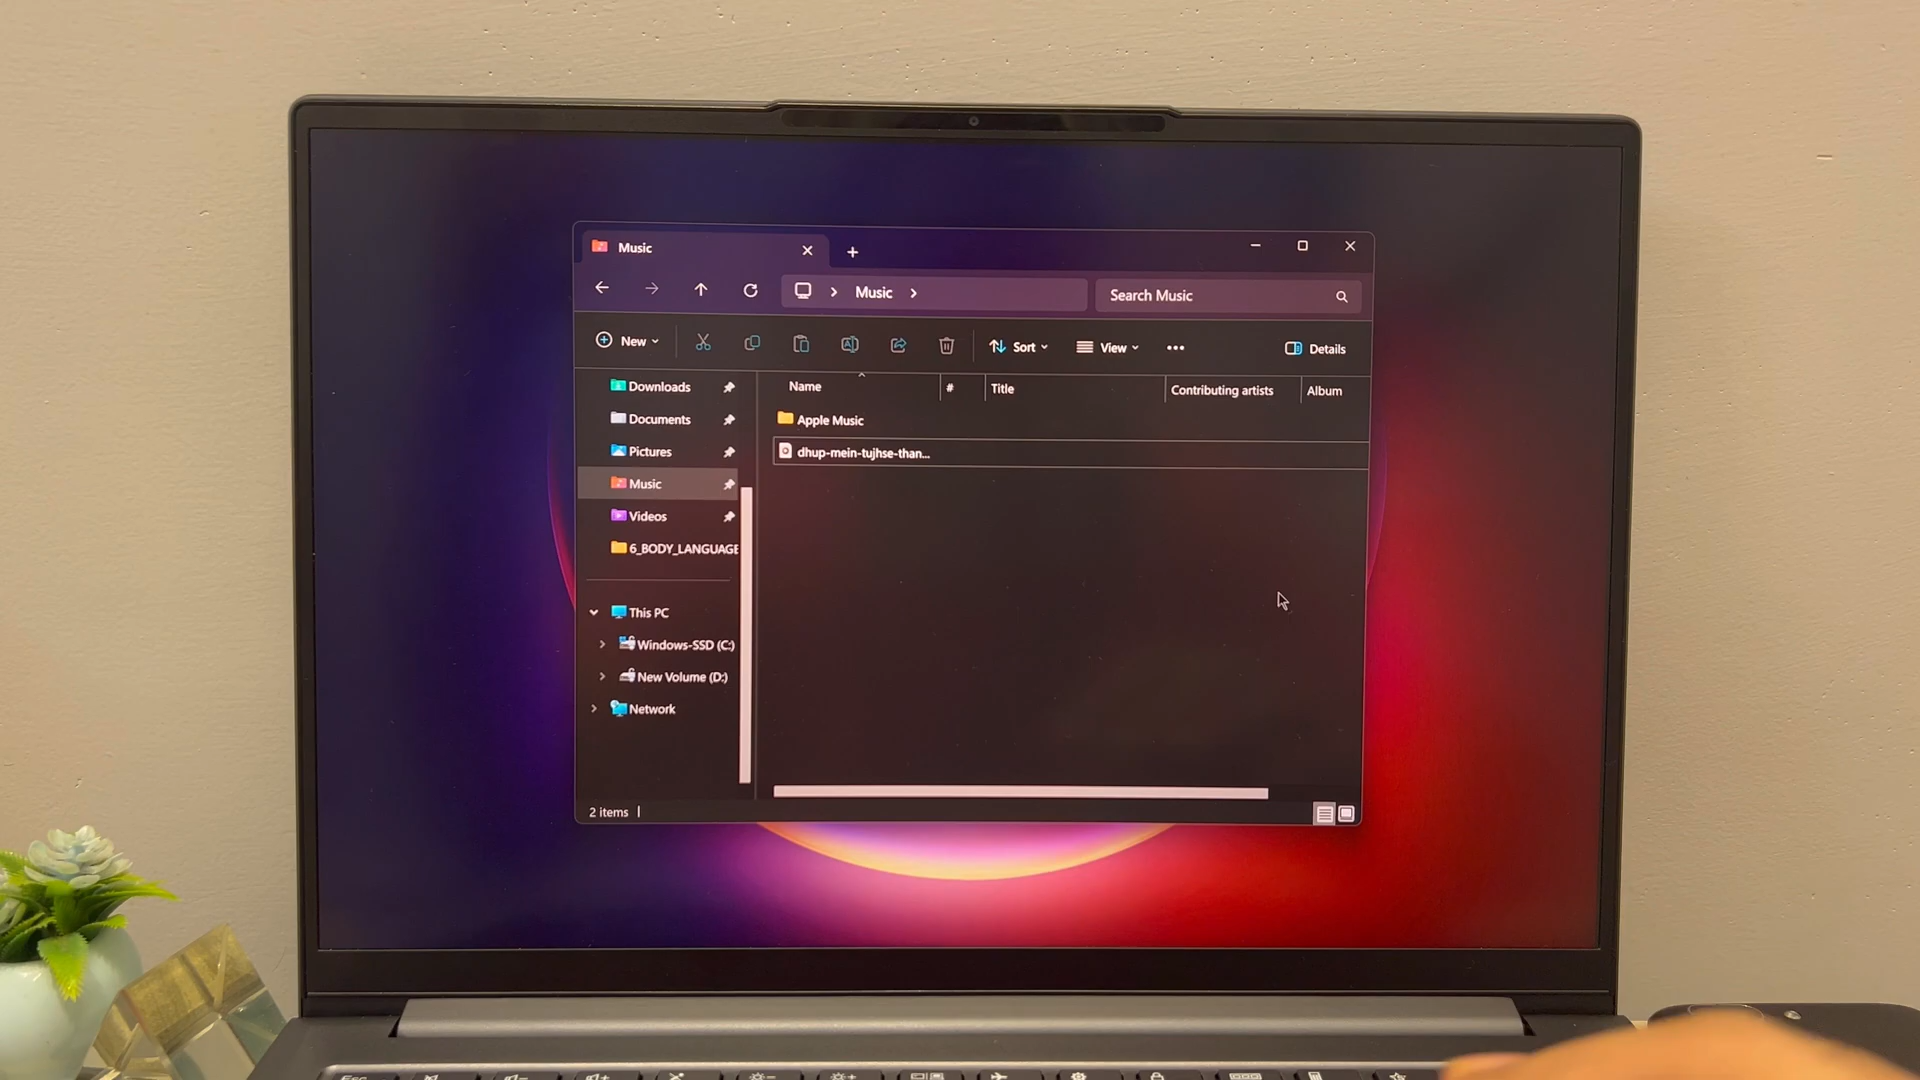 Music
Music
Search Music
New
Sort
View
Details
Downloads
Documents
Pictures
Music
Videos
6_BODY_LANGUAGE
This PC
Windows-SSD (C:)
New Volume (D:)
Network
Name
#
Title
Contributing artists
Album
Apple Music
dhup-mein-tujhse-than...
2 items
Esc